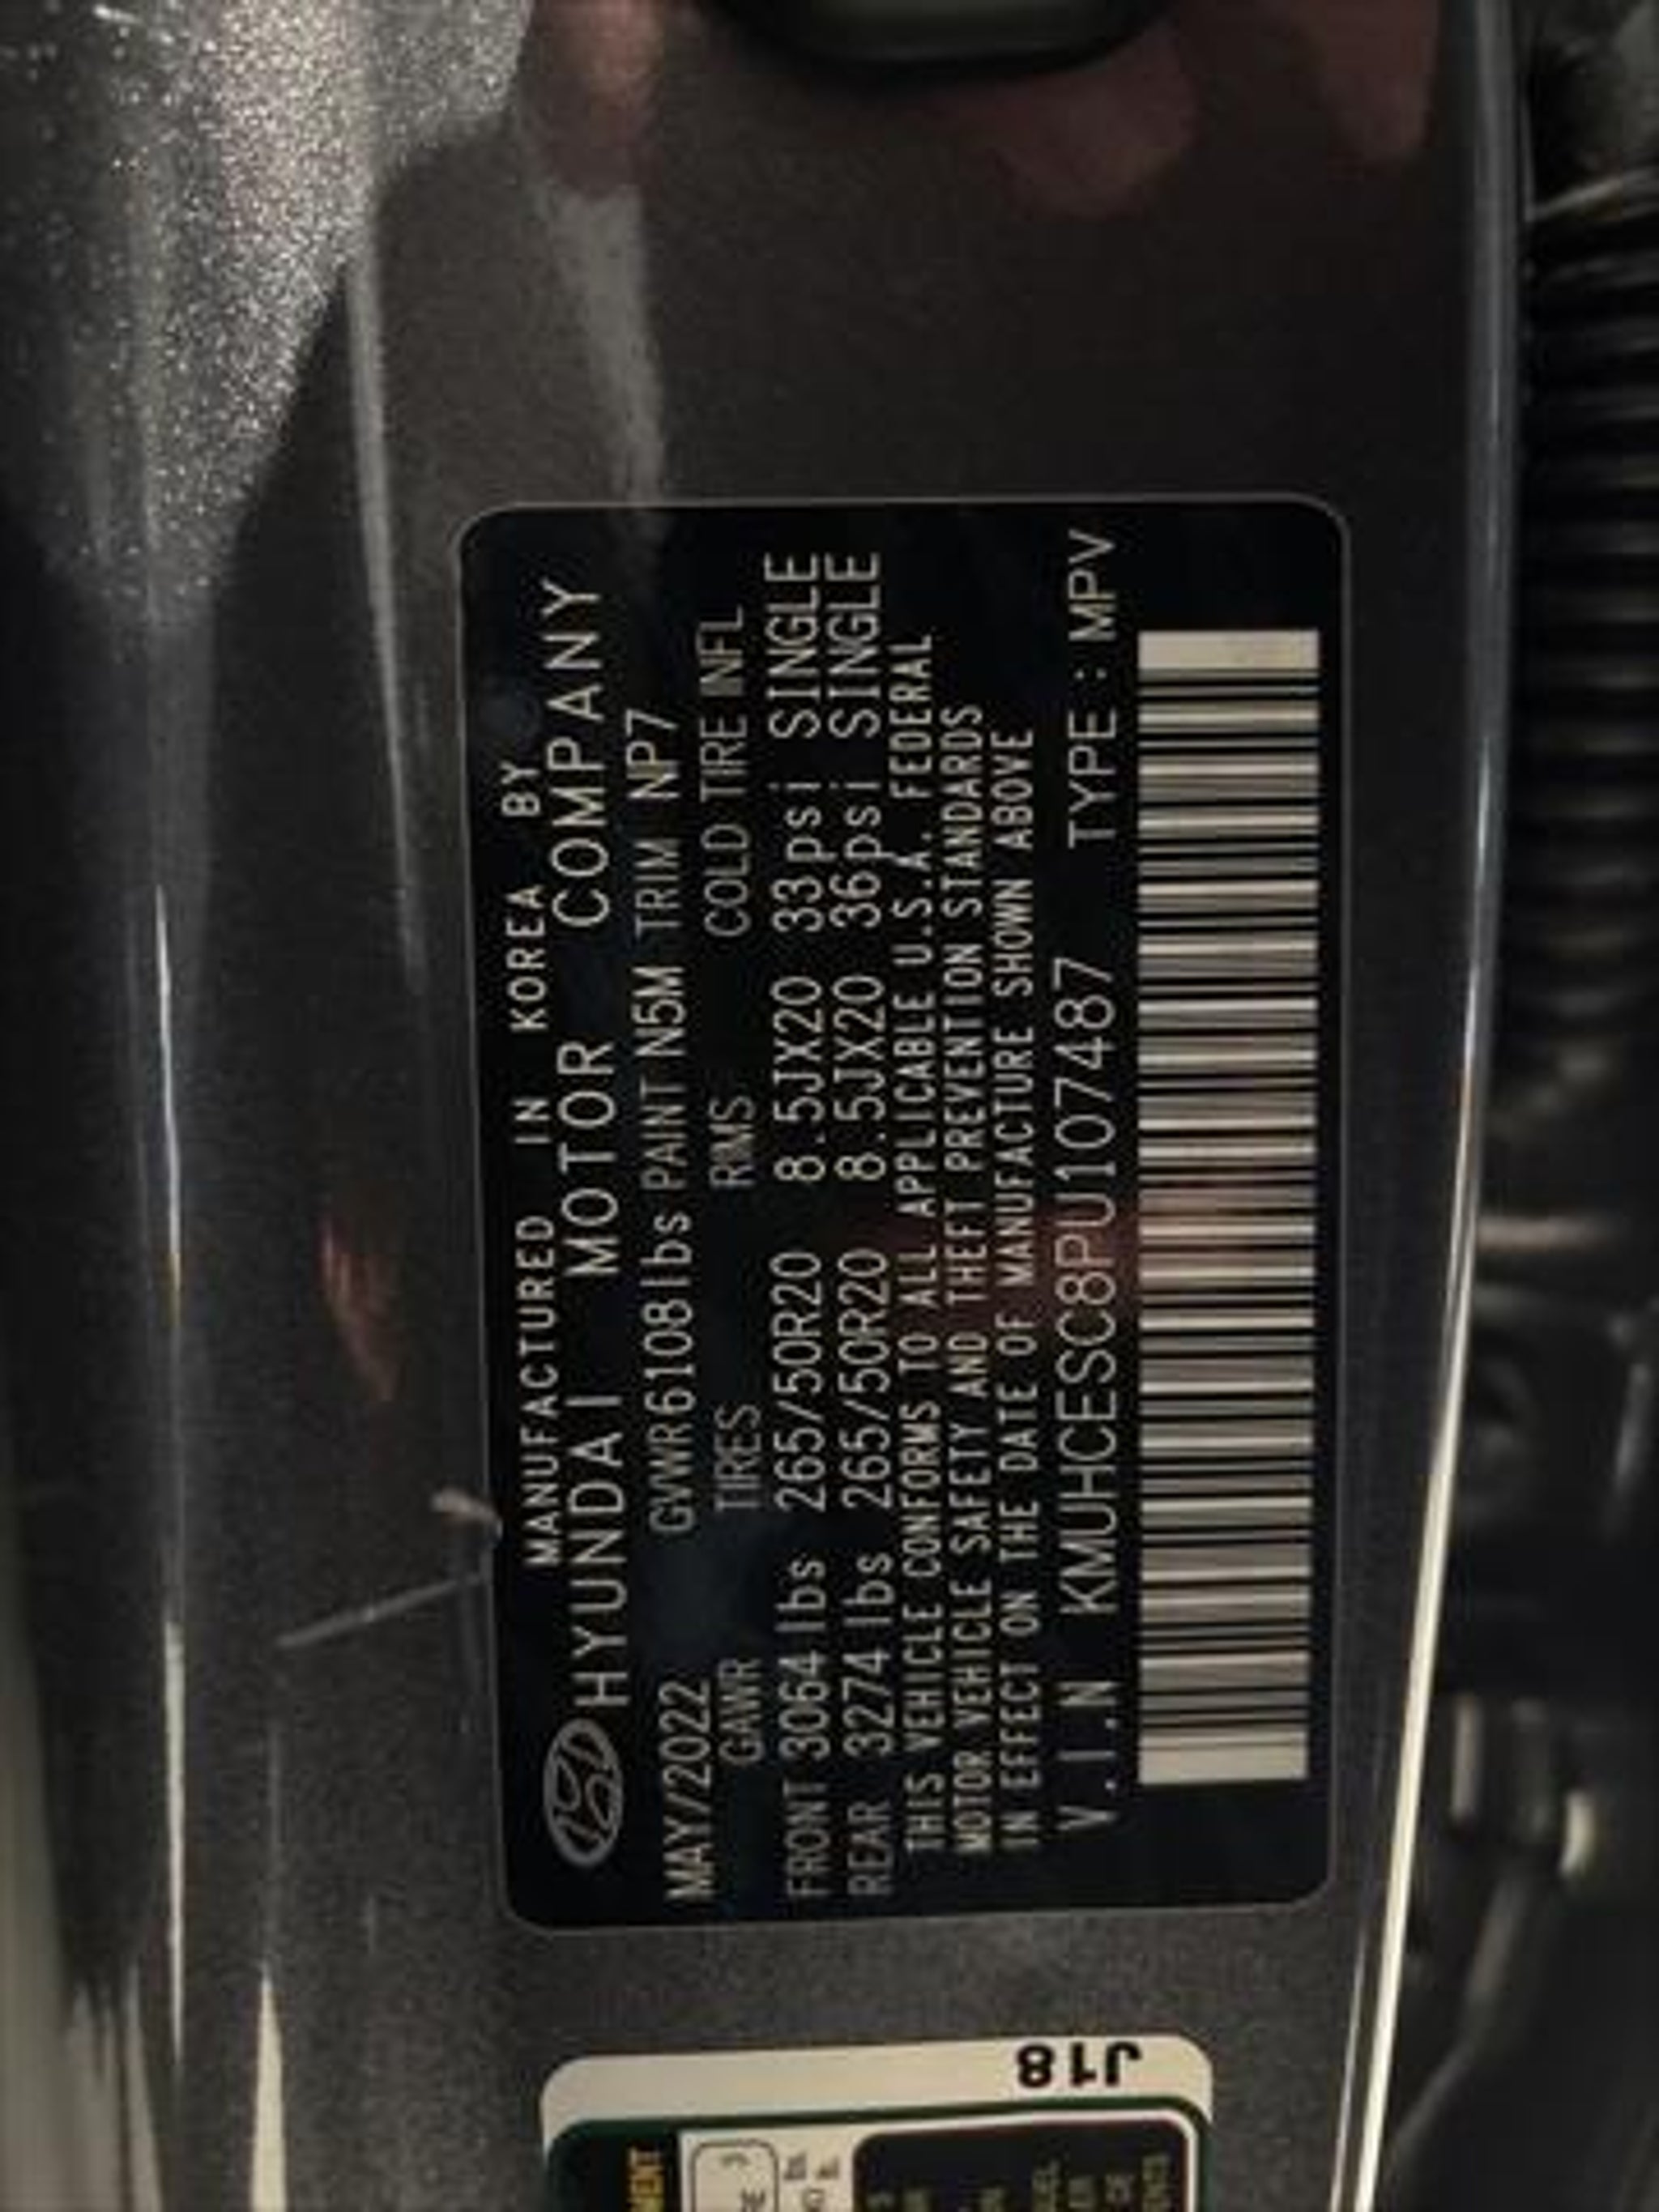 MANUFACTURED IN KOREA BY
HYUNDAI MOTOR COMPANY
MAY/2022 GVWR6108lbs PAINT N5M TRIM NP7
GAWR TIRES RIMS COLD TIRE INFL
FRONT 3064 lbs 265/50R20 8.5JX20 33psi SINGLE
REAR 3274 lbs 265/50R20 8.5JX20 36psi SINGLE
THIS VEHICLE CONFORMS TO ALL APPLICABLE U.S.A. FEDERAL
MOTOR VEHICLE SAFETY AND THEFT PREVENTION STANDARDS
IN EFFECT ON THE DATE OF MANUFACTURE SHOWN ABOVE
V.I.N KMUHCESC8PU107487 TYPE : MPV
J18